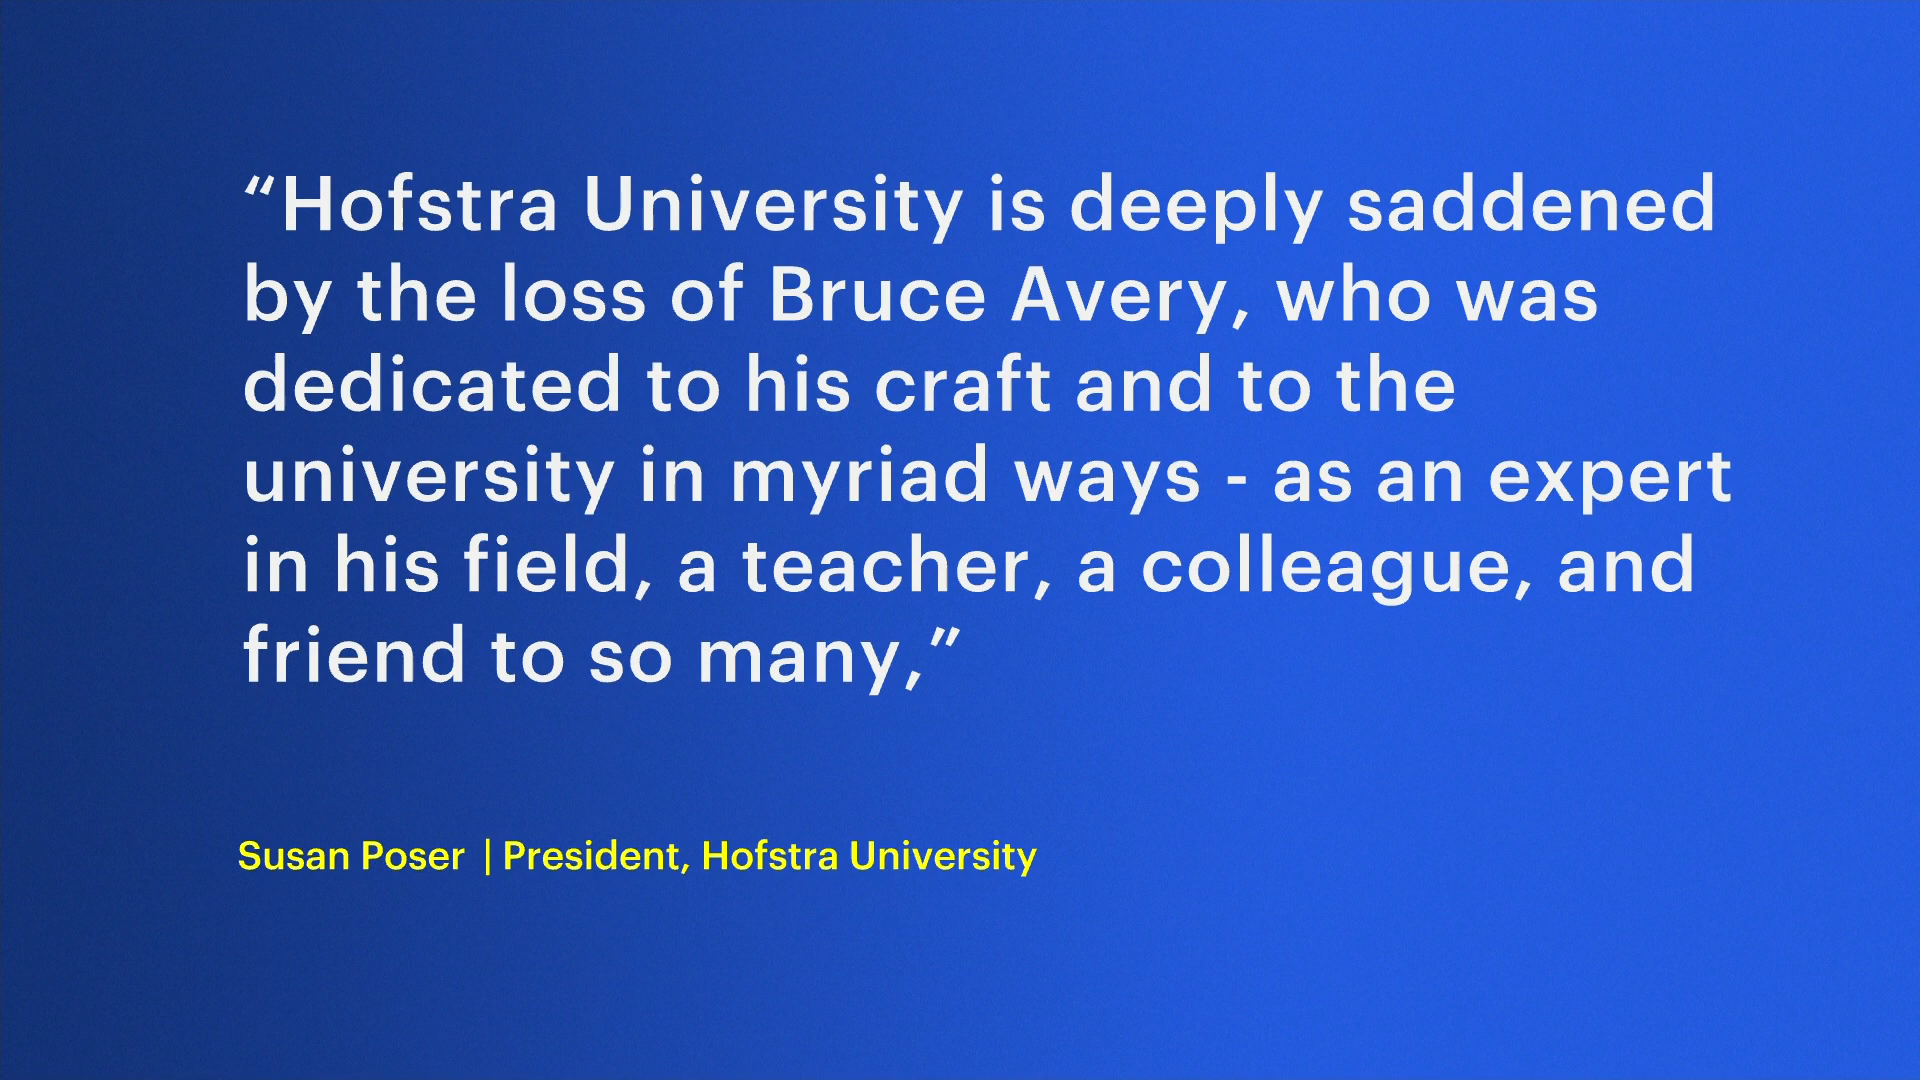 “Hofstra University is deeply saddened
by the loss of Bruce Avery, who was
dedicated to his craft and to the
university in myriad ways - as an expert
in his field, a teacher, a colleague, and
friend to so many,”
Susan Poser | President, Hofstra University